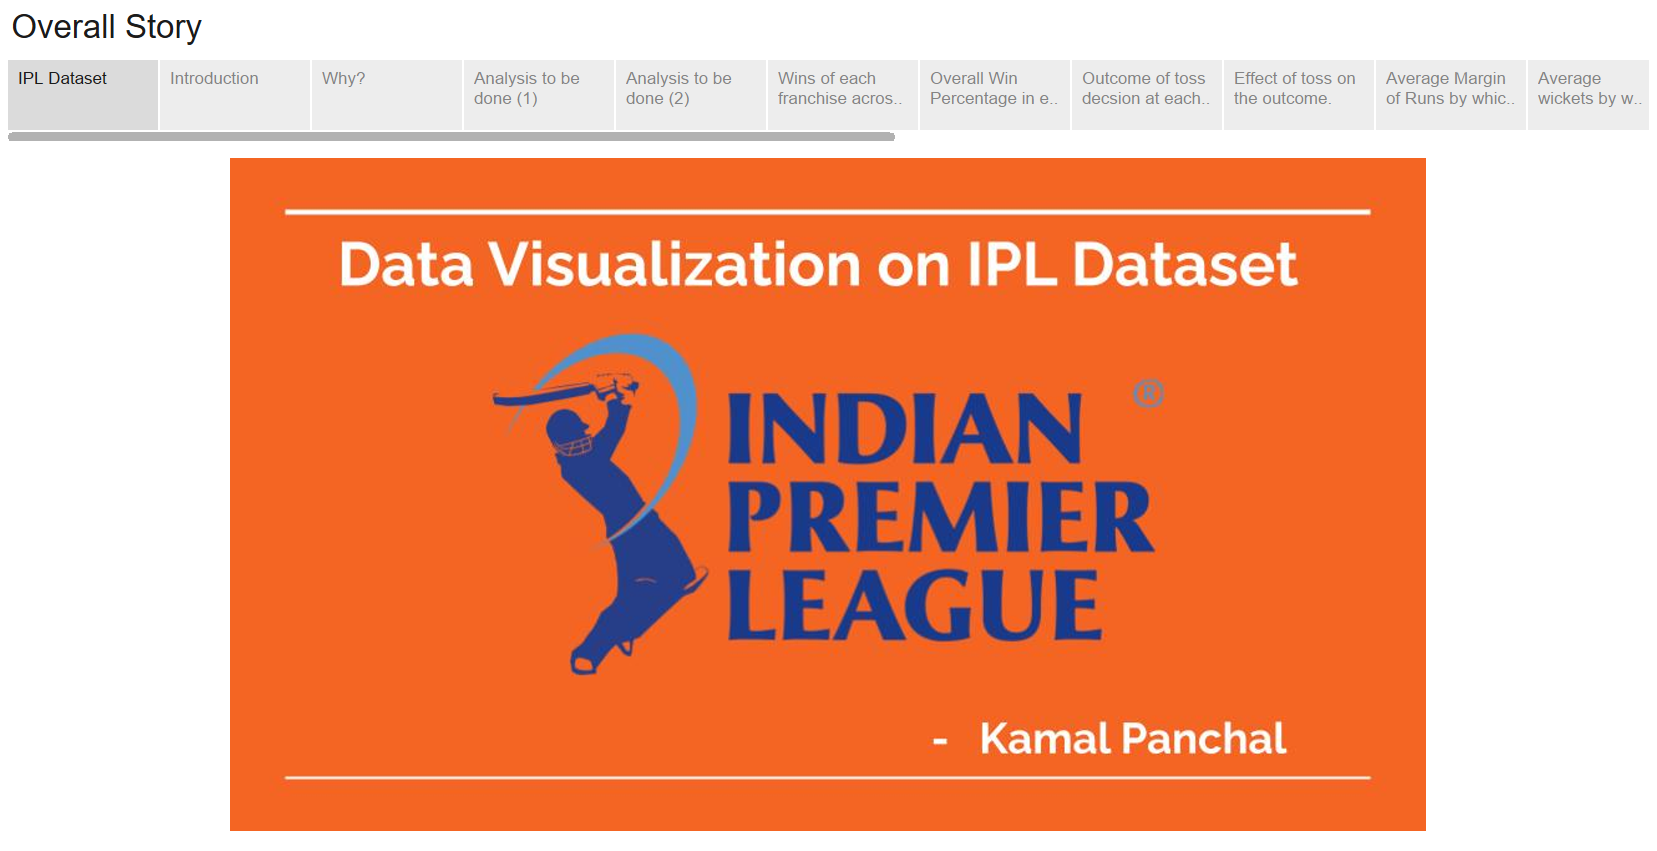 Overall Story
IPL Dataset
Introduction
Why?
Analysis to be
done (1)
Analysis to be
done (2)
Wins of each
franchise acros..
Overall Win
Percentage in e..
Outcome of toss
decsion at each..
Effect of toss on
the outcome.
Average Margin
of Runs by whic..
Average
wickets by w..
Data Visualization on IPL Dataset
INDIAN ®
PREMIER
LEAGUE
- Kamal Panchal